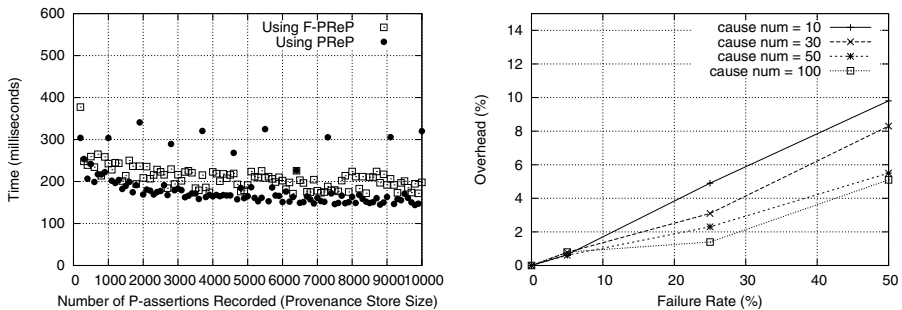 600
500
400
300
200
100
0
Time (milliseconds)
Using F-PReP
Using PReP
0 1000 2000 3000 4000 5000 6000 7000 8000 9000 10000
Number of P-assertions Recorded (Provenance Store Size)
14
12
10
8
6
4
2
0
Overhead (%)
cause num = 10
cause num = 30
cause num = 50
cause num = 100
0 10 20 30 40 50
Failure Rate (%)